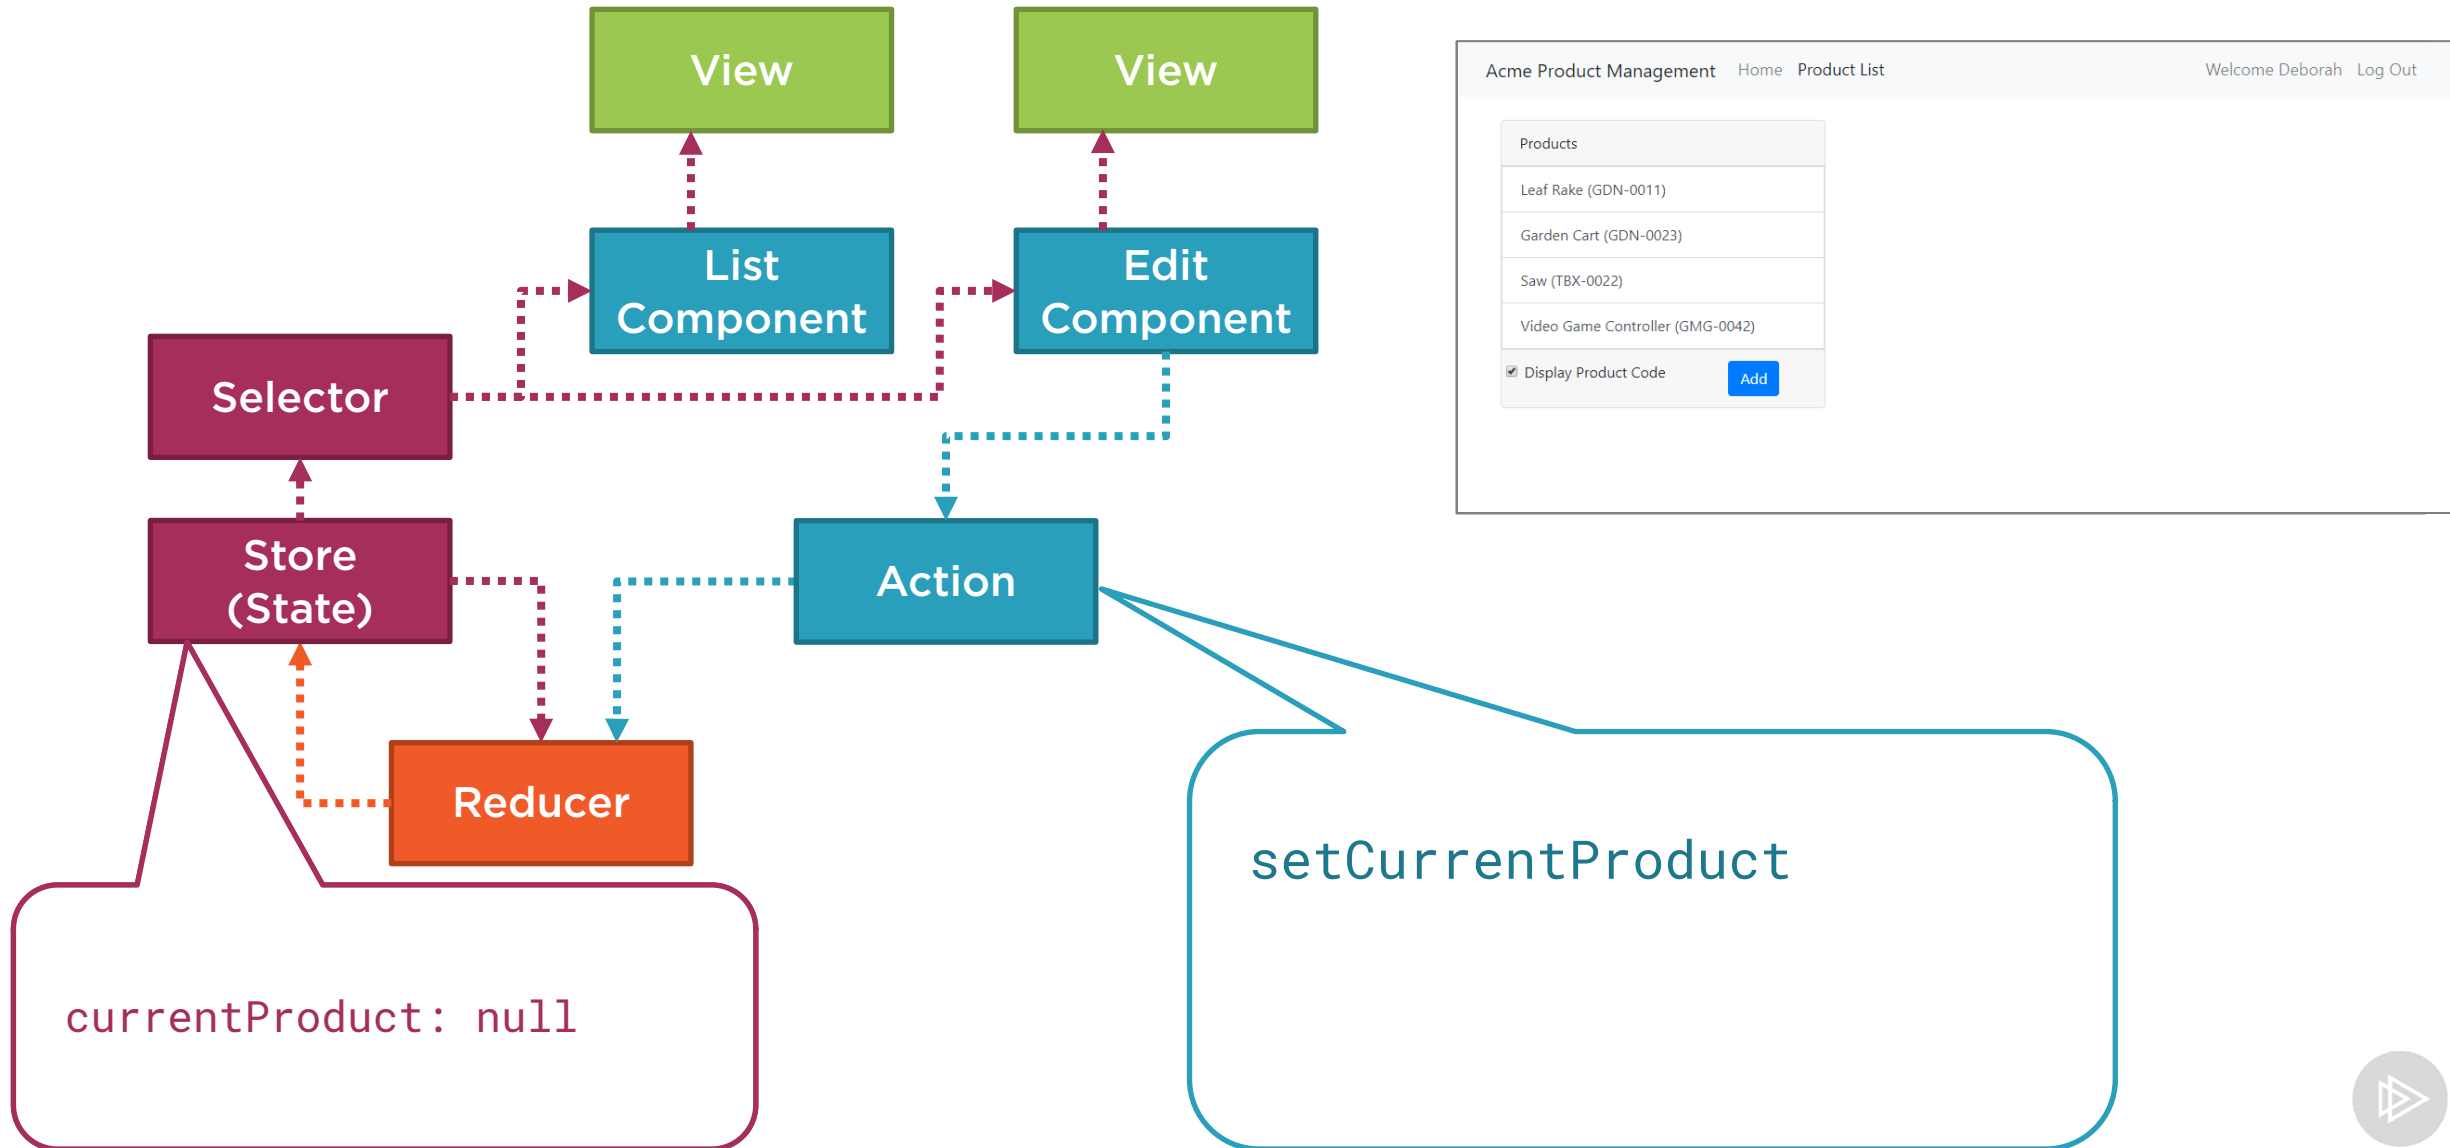 View
View
List
Component
Edit
Component
Selector
Store
(State)
Action
Reducer
currentProduct: null
setCurrentProduct
Acme Product Management Home Product List Welcome Deborah Log Out
Products
Leaf Rake (GDN-0011)
Garden Cart (GDN-0023)
Saw (TBX-0022)
Video Game Controller (GMG-0042)
Display Product Code Add